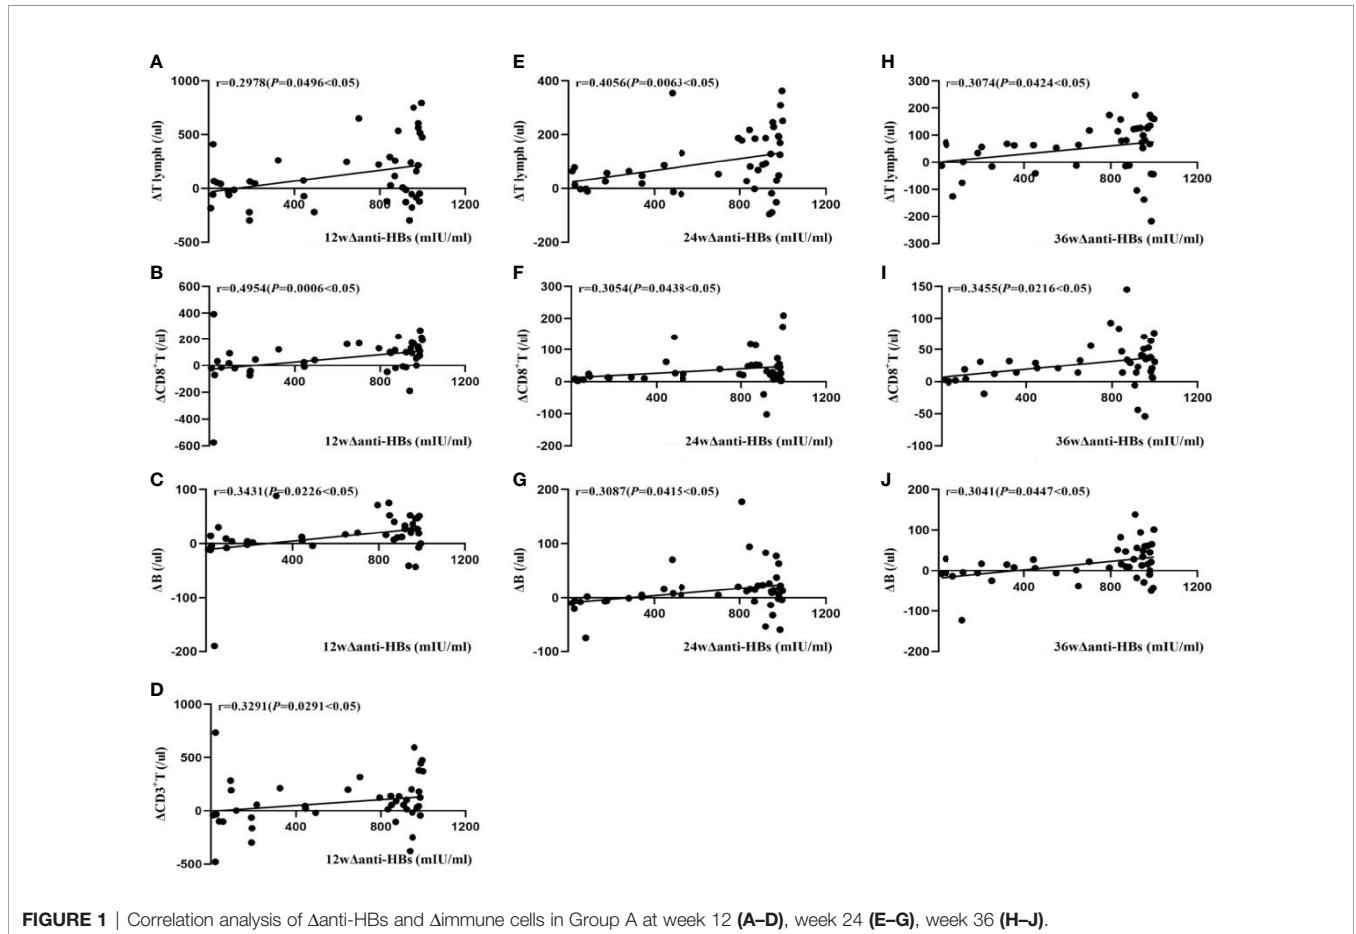 A
r=0.2978(P=0.0496<0.05)
1000
500
0
-500
400
800
1200
ΔT lymph (/ul)
12wΔanti-HBs (mIU/ml)
B
r=0.4954(P=0.0006<0.05)
600
400
200
0
-200
-400
-600
400
800
1200
ΔCD8⁺T (/ul)
12wΔanti-HBs (mIU/ml)
C
r=0.3431(P=0.0226<0.05)
100
0
-100
-200
400
800
1200
ΔB (/ul)
12wΔanti-HBs (mIU/ml)
D
r=0.3291(P=0.0291<0.05)
1000
500
0
-500
400
800
1200
ΔCD3⁺T (/ul)
12wΔanti-HBs (mIU/ml)
E
r=0.4056(P=0.0063<0.05)
400
200
0
-200
400
800
1200
ΔT lymph (/ul)
24wΔanti-HBs (mIU/ml)
F
r=0.3054(P=0.0438<0.05)
300
200
100
0
-100
-200
400
800
1200
ΔCD8⁺T (/ul)
24wΔanti-HBs (mIU/ml)
G
r=0.3087(P=0.0415<0.05)
200
100
0
-100
400
800
1200
ΔB (/ul)
24wΔanti-HBs (mIU/ml)
H
r=0.3074(P=0.0424<0.05)
300
200
100
0
-100
-200
-300
400
800
1200
ΔT lymph (/ul)
36wΔanti-HBs (mIU/ml)
I
r=0.3455(P=0.0216<0.05)
150
100
50
0
-50
-100
400
800
1200
ΔCD8⁺T (/ul)
36wΔanti-HBs (mIU/ml)
J
r=0.3041(P=0.0447<0.05)
200
100
0
-100
-200
400
800
1200
ΔB (/ul)
36wΔanti-HBs (mIU/ml)
FIGURE 1 | Correlation analysis of Δanti-HBs and Δimmune cells in Group A at week 12 (A–D), week 24 (E–G), week 36 (H–J).